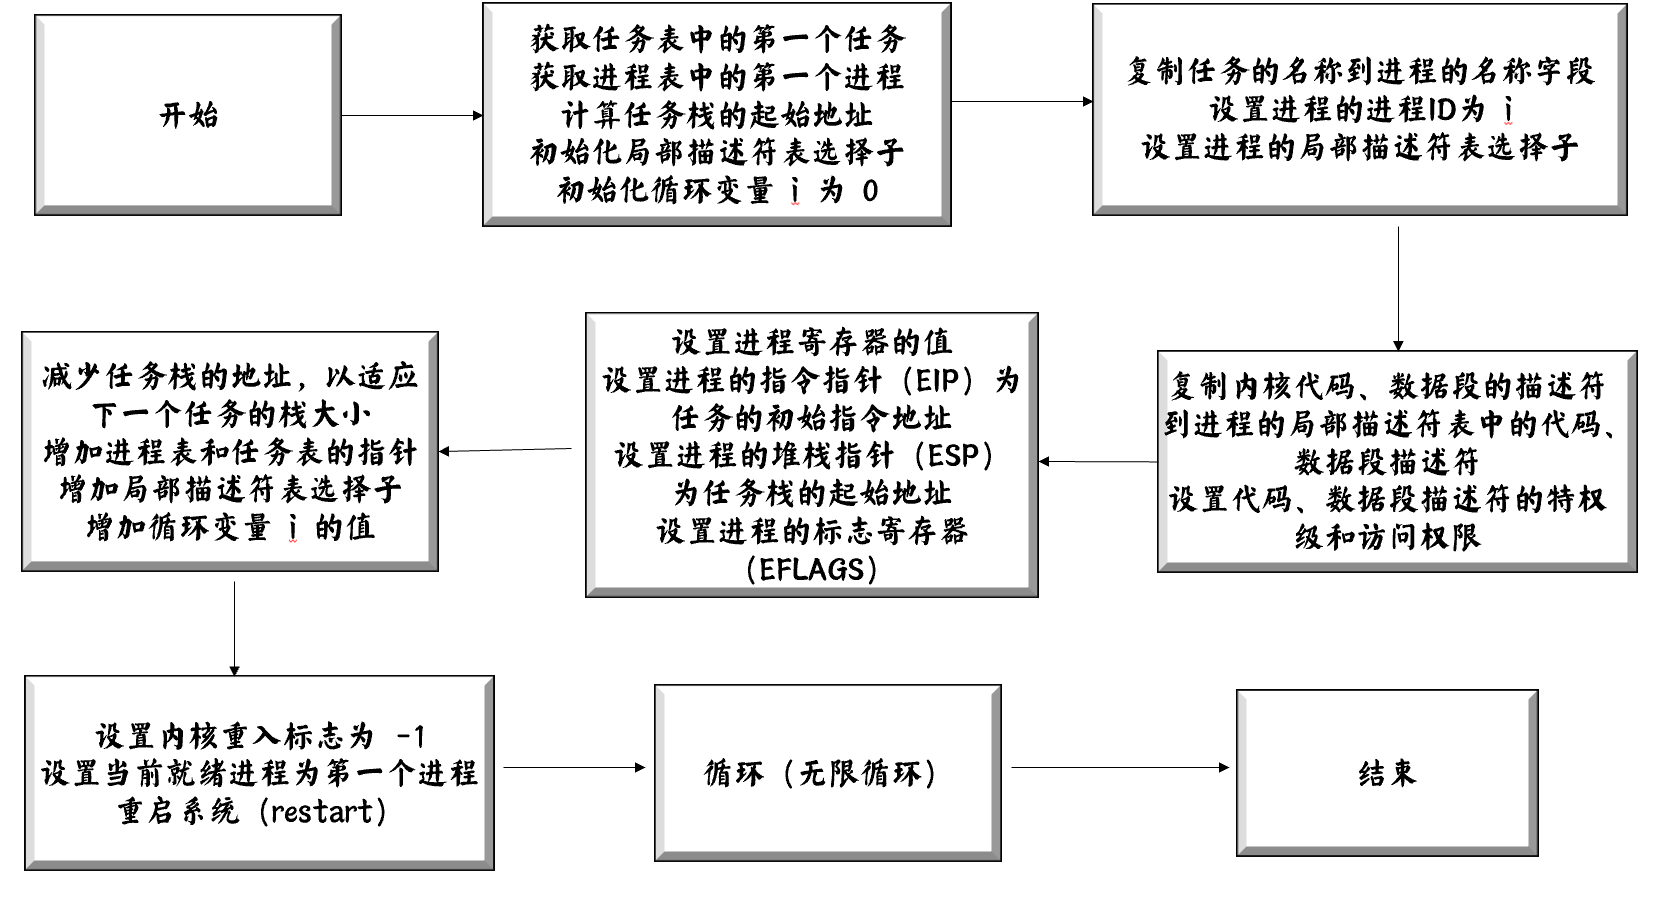 开始
获取任务表中的第一个任务
获取进程表中的第一个进程
计算任务栈的起始地址
初始化局部描述符表选择子
初始化循环变量 i 为 0
复制任务的名称到进程的名称字段
设置进程的进程ID为 i
设置进程的局部描述符表选择子
复制内核代码、数据段的描述符
到进程的局部描述符表中的代码、
数据段描述符
设置代码、数据段描述符的特权
级和访问权限
设置进程寄存器的值
设置进程的指令指针（EIP）为
任务的初始指令地址
设置进程的堆栈指针（ESP）
为任务栈的起始地址
设置进程的标志寄存器
（EFLAGS）
减少任务栈的地址，以适应
下一个任务的栈大小
增加进程表和任务表的指针
增加局部描述符表选择子
增加循环变量 i 的值
设置内核重入标志为 -1
设置当前就绪进程为第一个进程
重启系统（restart）
循环（无限循环）
结束